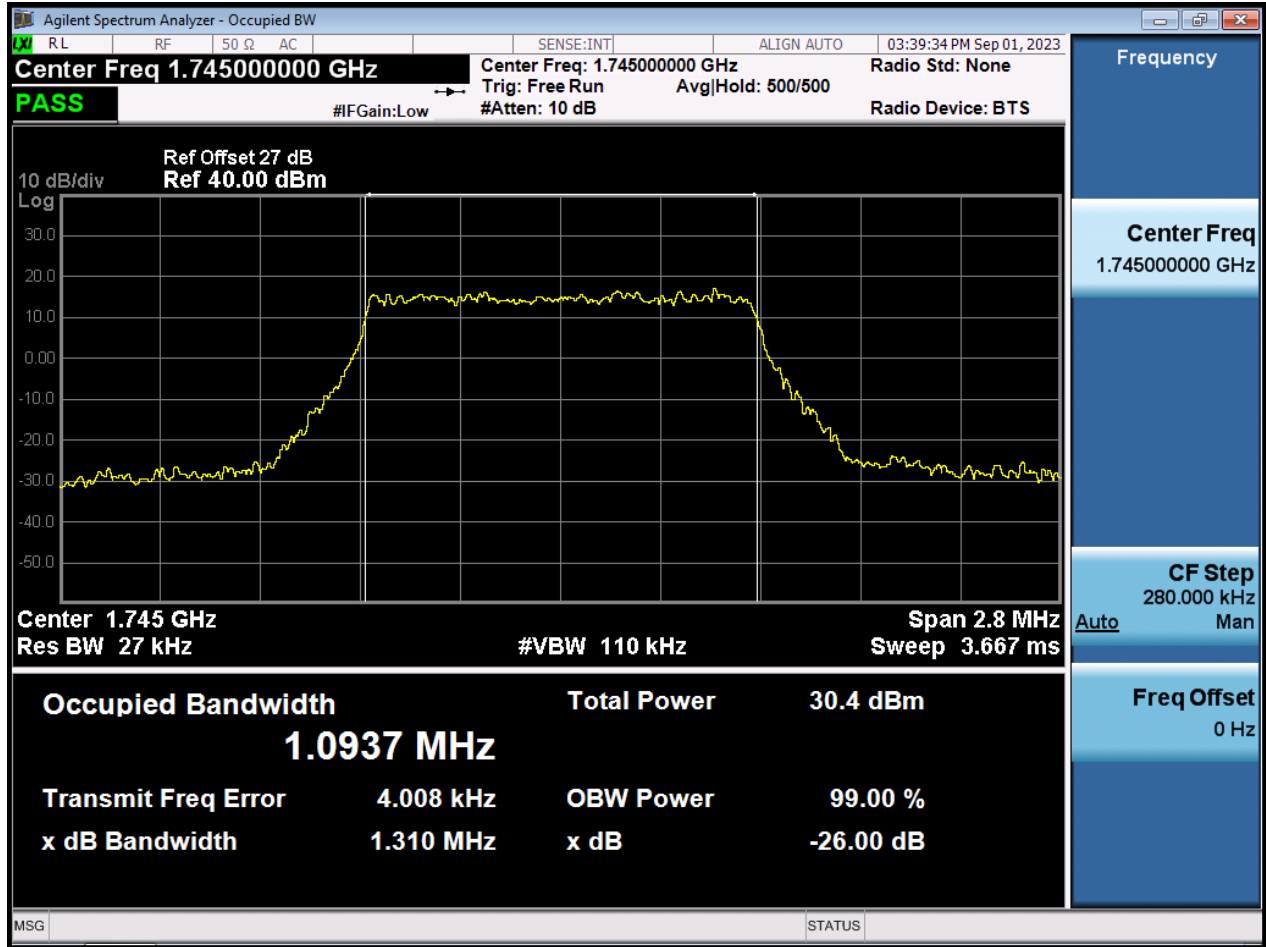 Agilent Spectrum Analyzer - Occupied BW
LXI RL RF 50 Ω AC SENSE:INT ALIGN AUTO 03:39:34 PM Sep 01, 2023
Center Freq 1.745000000 GHz
PASS
#IFGain:Low
Center Freq: 1.745000000 GHz
Trig: Free Run Avg|Hold: 500/500
#Atten: 10 dB
Radio Std: None
Radio Device: BTS
Ref Offset 27 dB
10 dB/div Ref 40.00 dBm
Log
30.0
20.0
10.0
0.00
-10.0
-20.0
-30.0
-40.0
-50.0
Center 1.745 GHz Span 2.8 MHz
Res BW 27 kHz #VBW 110 kHz Sweep 3.667 ms
Occupied Bandwidth Total Power 30.4 dBm
1.0937 MHz
Transmit Freq Error 4.008 kHz OBW Power 99.00 %
x dB Bandwidth 1.310 MHz x dB -26.00 dB
MSG STATUS
Frequency
Center Freq
1.745000000 GHz
CF Step
280.000 kHz
Auto Man
Freq Offset
0 Hz